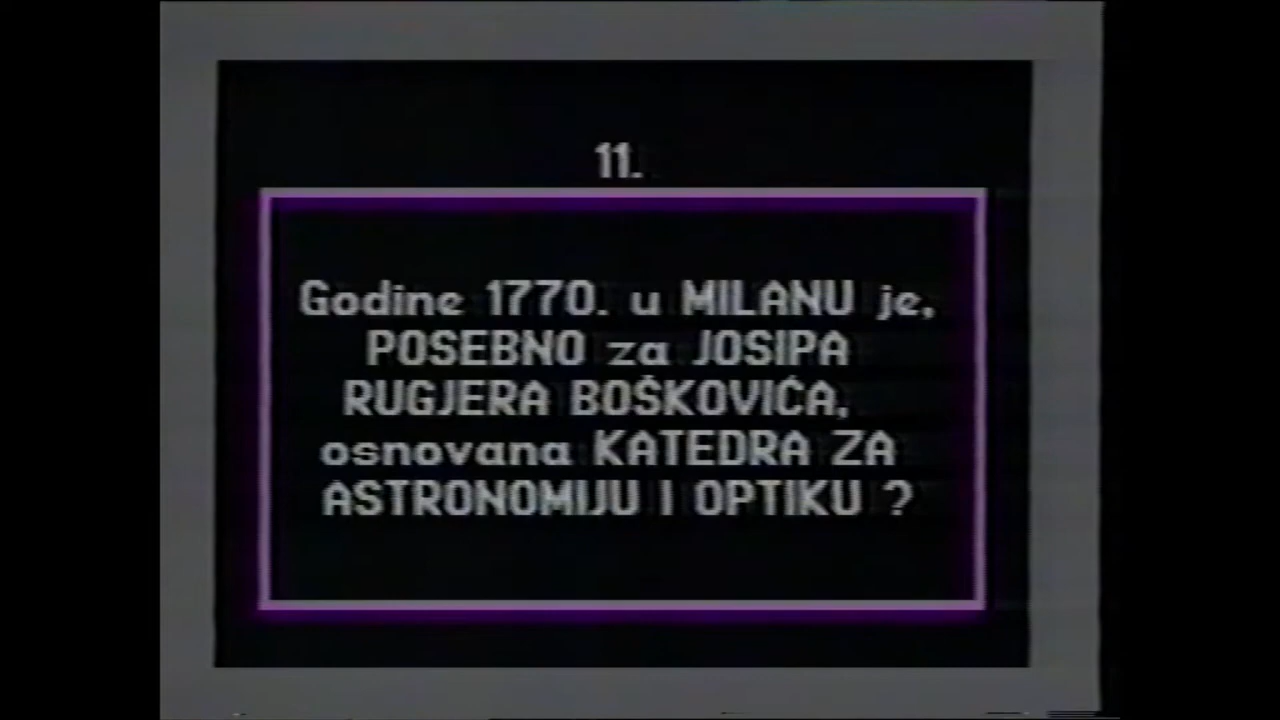 11.
Godine 1770. u MILANU je,
POSEBNO za JOSIPA
RUGJERA BOŠKOVIĆA,
osnovana KATEDRA ZA
ASTRONOMIJU I OPTIKU ?